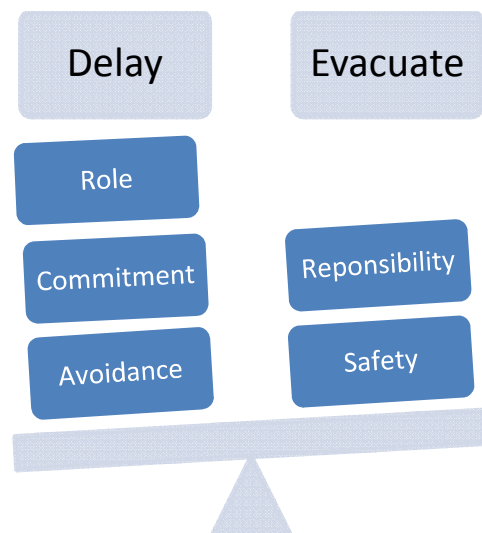 Delay
Evacuate
Role
Commitment
Reponsibility
Avoidance
Safety